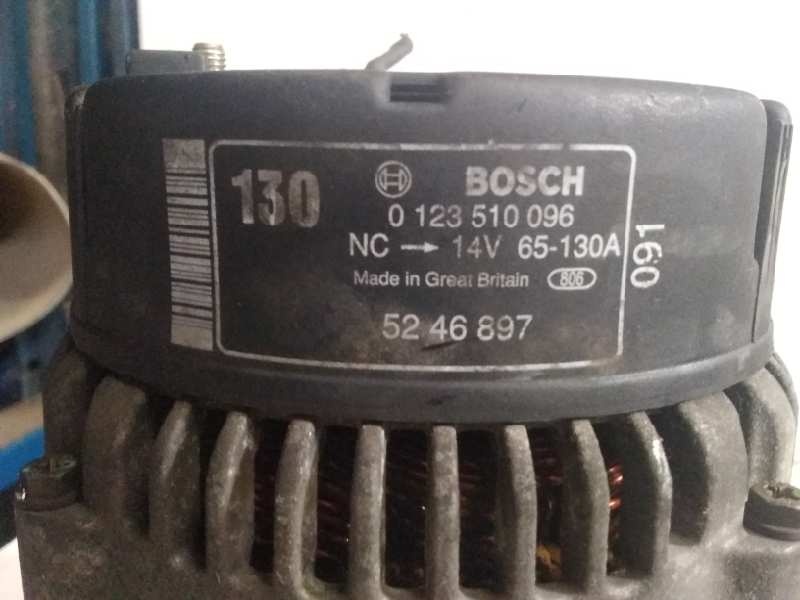 130
BOSCH
0 123 510 096
NC → 14V 65-130A
Made in Great Britain 806
52 46 897
091